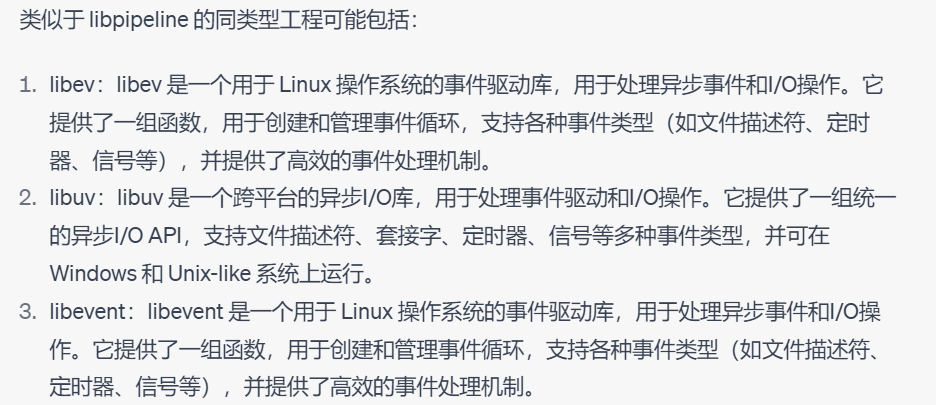 类似于 libpipeline 的同类型工程可能包括：
1. libev：libev 是一个用于 Linux 操作系统的事件驱动库，用于处理异步事件和I/O操作。它
提供了一组函数，用于创建和管理事件循环，支持各种事件类型（如文件描述符、定时
器、信号等），并提供了高效的事件处理机制。
2. libuv：libuv 是一个跨平台的异步I/O库，用于处理事件驱动和I/O操作。它提供了一组统一
的异步I/O API，支持文件描述符、套接字、定时器、信号等多种事件类型，并可在
Windows 和 Unix-like 系统上运行。
3. libevent：libevent 是一个用于 Linux 操作系统的事件驱动库，用于处理异步事件和I/O操
作。它提供了一组函数，用于创建和管理事件循环，支持各种事件类型（如文件描述符、
定时器、信号等），并提供了高效的事件处理机制。